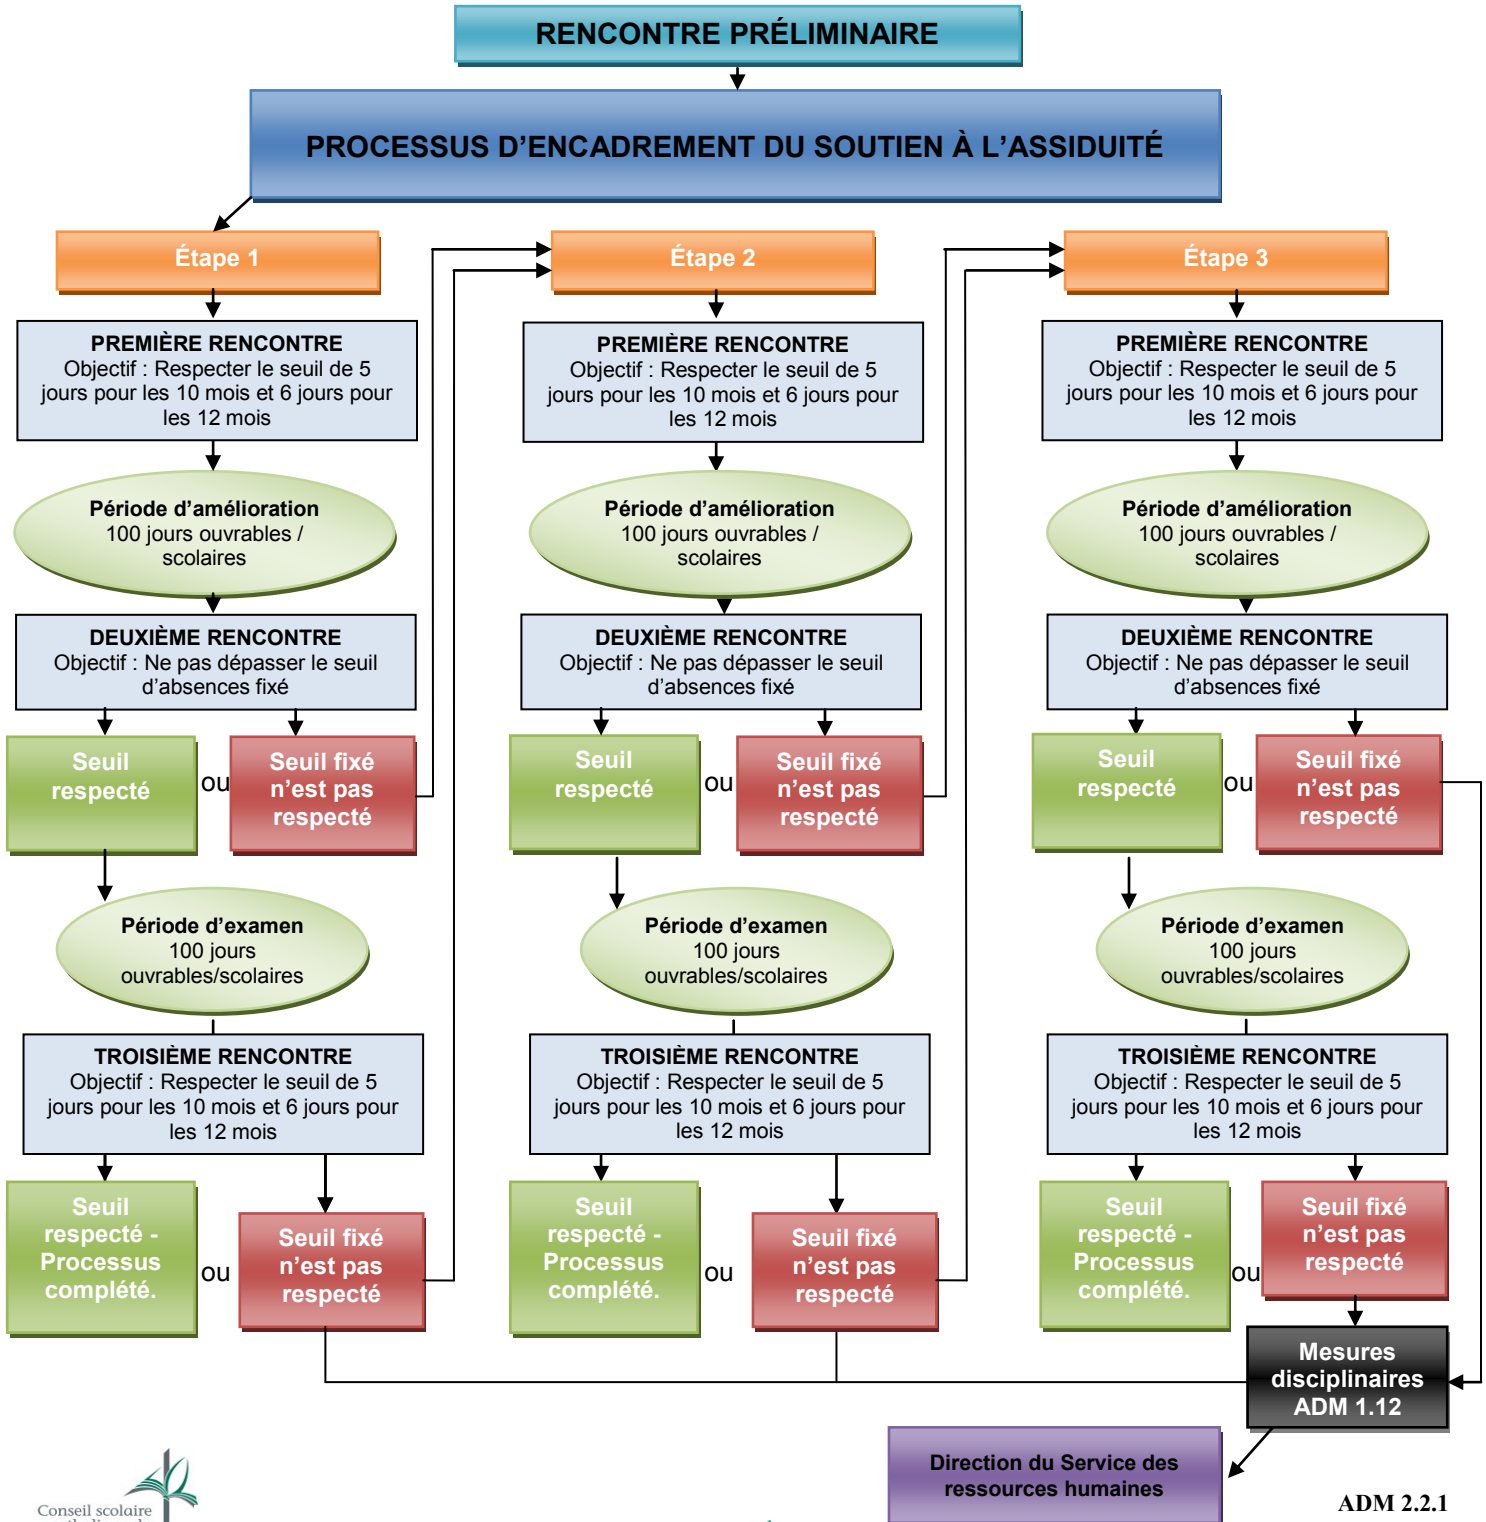 RENCONTRE PRÉLIMINAIRE
PROCESSUS D'ENCADREMENT DU SOUTIEN À L'ASSIDUITÉ
Étape 1
PREMIÈRE RENCONTRE
Objectif : Respecter le seuil de 5
jours pour les 10 mois et 6 jours pour
les 12 mois
Période d'amélioration
100 jours ouvrables /
scolaires
DEUXIÈME RENCONTRE
Objectif : Ne pas dépasser le seuil
d'absences fixé
Seuil
respecté
ou
Seuil fixé
n'est pas
respecté
Période d'examen
100 jours
ouvrables/scolaires
TROISIÈME RENCONTRE
Objectif : Respecter le seuil de 5
jours pour les 10 mois et 6 jours pour
les 12 mois
Seuil
respecté -
Processus
complété.
ou
Seuil fixé
n'est pas
respecté
Étape 2
PREMIÈRE RENCONTRE
Objectif : Respecter le seuil de 5
jours pour les 10 mois et 6 jours pour
les 12 mois
Période d'amélioration
100 jours ouvrables /
scolaires
DEUXIÈME RENCONTRE
Objectif : Ne pas dépasser le seuil
d'absences fixé
Seuil
respecté
ou
Seuil fixé
n'est pas
respecté
Période d'examen
100 jours
ouvrables/scolaires
TROISIÈME RENCONTRE
Objectif : Respecter le seuil de 5
jours pour les 10 mois et 6 jours pour
les 12 mois
Seuil
respecté -
Processus
complété.
ou
Seuil fixé
n'est pas
respecté
Étape 3
PREMIÈRE RENCONTRE
Objectif : Respecter le seuil de 5
jours pour les 10 mois et 6 jours pour
les 12 mois
Période d'amélioration
100 jours ouvrables /
scolaires
DEUXIÈME RENCONTRE
Objectif : Ne pas dépasser le seuil
d'absences fixé
Seuil
respecté
ou
Seuil fixé
n'est pas
respecté
Période d'examen
100 jours
ouvrables/scolaires
TROISIÈME RENCONTRE
Objectif : Respecter le seuil de 5
jours pour les 10 mois et 6 jours pour
les 12 mois
Seuil
respecté -
Processus
complété.
ou
Seuil fixé
n'est pas
respecté
Mesures
disciplinaires
ADM 1.12
Direction du Service des
ressources humaines
Conseil scolaire
ADM 2.2.1